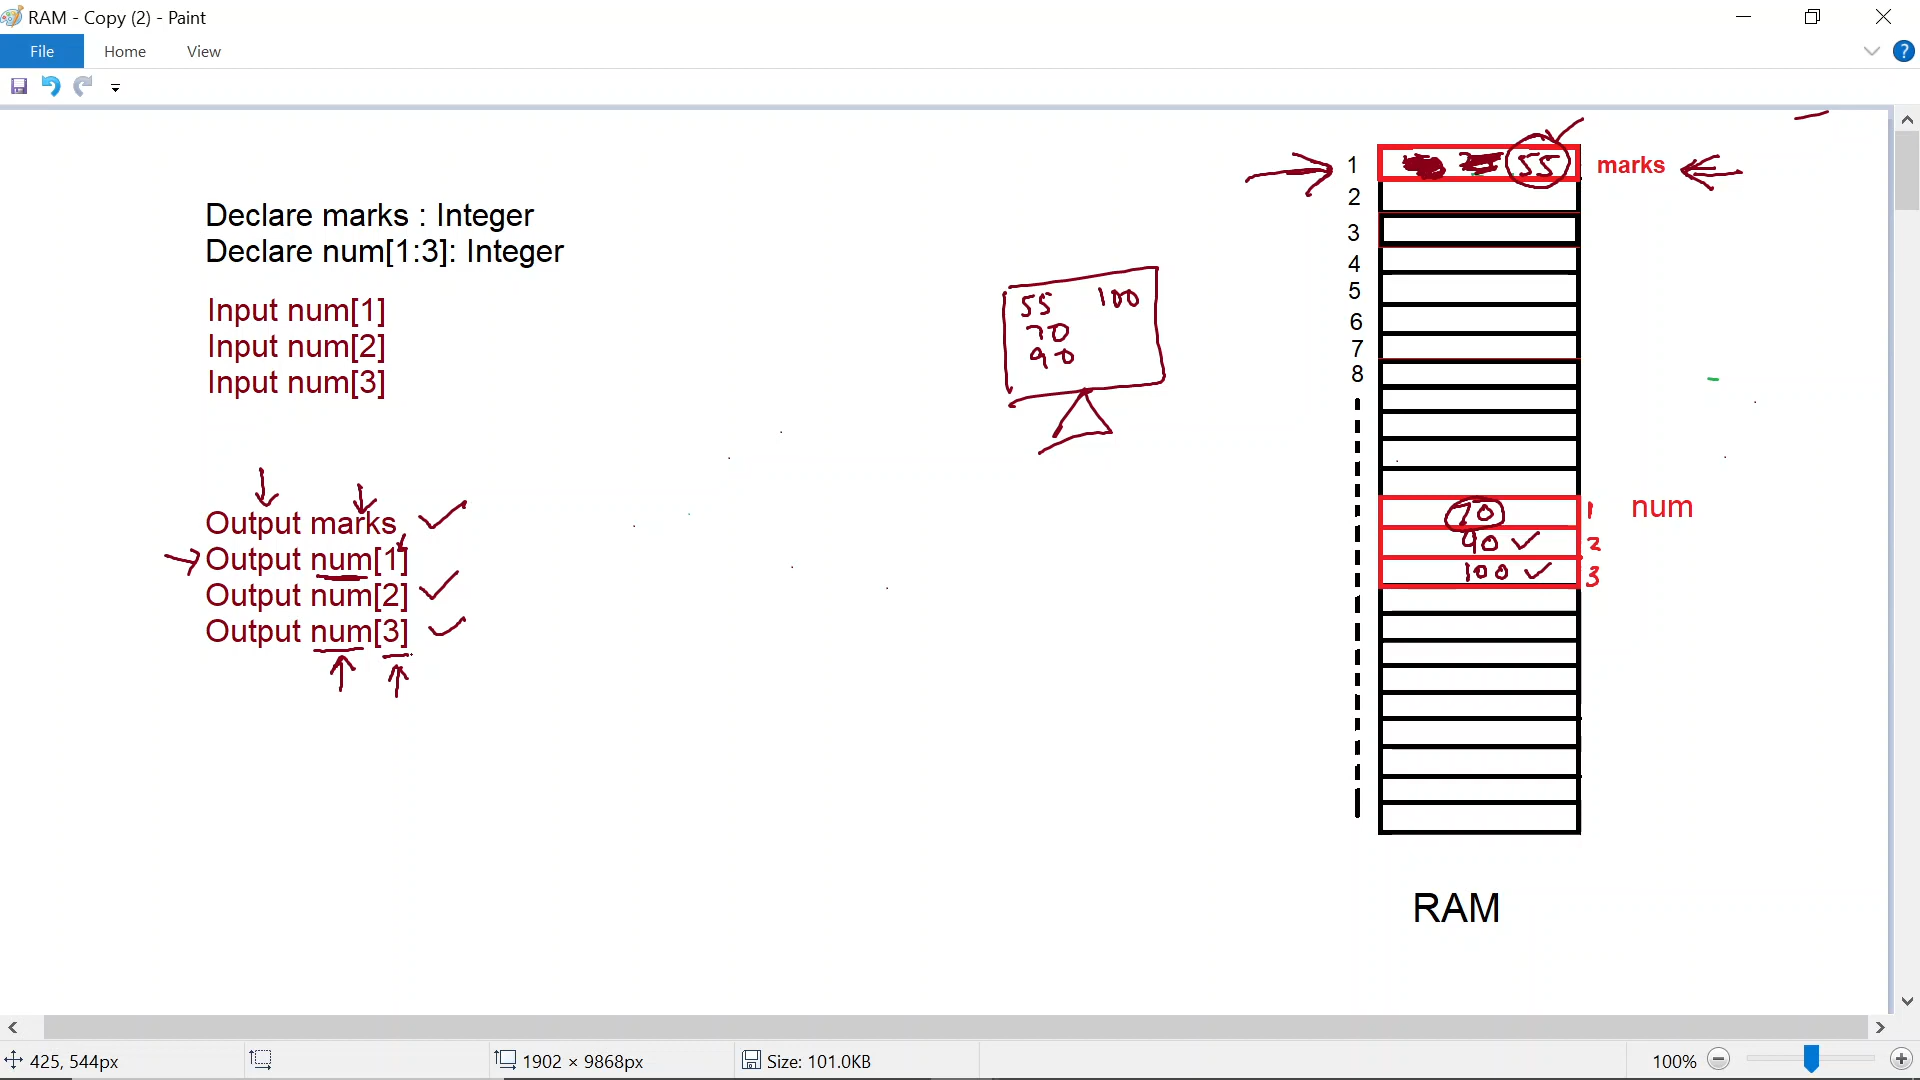 RAM - Copy (2) - Paint
File Home View
Declare marks : Integer
Declare num[1:3]: Integer
Input num[1]
Input num[2]
Input num[3]
Output marks
Output num[1]
Output num[2]
Output num[3]
55 100
70
90
1 55 marks
2
3
4
5
6
7
8
70 1 num
90 2
100 3
RAM
425, 544px 1902 × 9868px Size: 101.0KB 100%